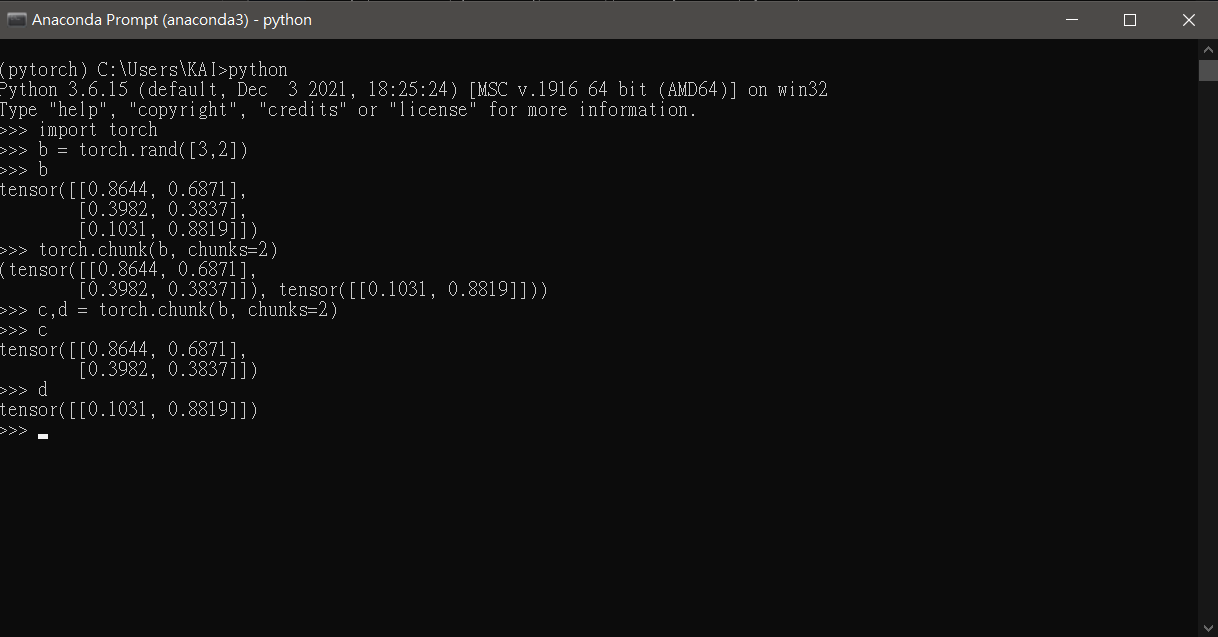 Anaconda Prompt (anaconda3) - python
(pytorch) C:\Users\KAI>python
Python 3.6.15 (default, Dec  3 2021, 18:25:24) [MSC v.1916 64 bit (AMD64)] on win32
Type "help", "copyright", "credits" or "license" for more information.
>>> import torch
>>> b = torch.rand([3,2])
>>> b
tensor([[0.8644, 0.6871],
        [0.3982, 0.3837],
        [0.1031, 0.8819]])
>>> torch.chunk(b, chunks=2)
(tensor([[0.8644, 0.6871],
        [0.3982, 0.3837]]), tensor([[0.1031, 0.8819]]))
>>> c,d = torch.chunk(b, chunks=2)
>>> c
tensor([[0.8644, 0.6871],
        [0.3982, 0.3837]])
>>> d
tensor([[0.1031, 0.8819]])
>>>